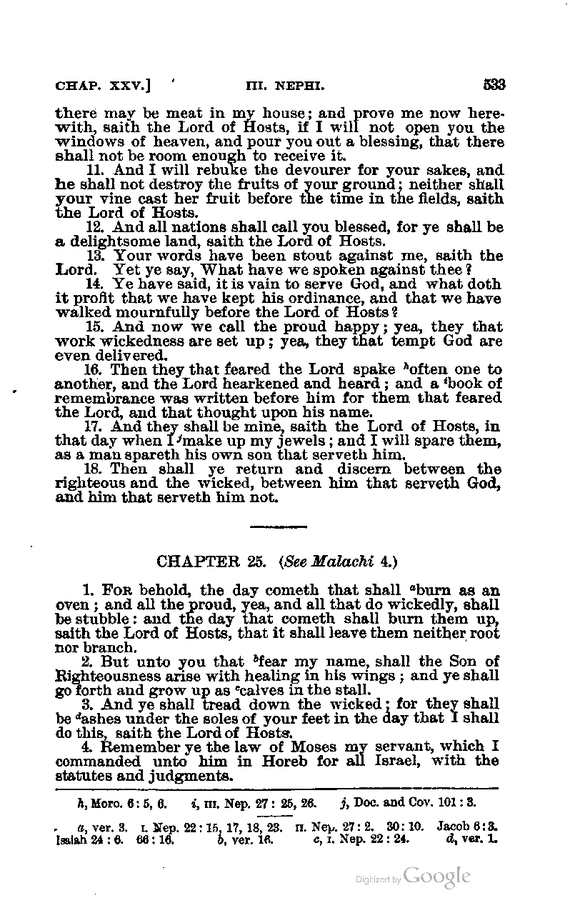 CHAP. XXV.] III. NEPHI. 533
there may be meat in my house; and prove me now here-
with, saith the Lord of Hosts, if I will not open you the
windows of heaven, and pour you out a blessing, that there
shall not be room enough to receive it.
11. And I will rebuke the devourer for your sakes, and
he shall not destroy the fruits of your ground; neither shall
your vine cast her fruit before the time in the fields, saith
the Lord of Hosts.
12. And all nations shall call you blessed, for ye shall be
a delightsome land, saith the Lord of Hosts.
13. Your words have been stout against me, saith the
Lord. Yet ye say, What have we spoken against thee?
14. Ye have said, it is vain to serve God, and what doth
it profit that we have kept his ordinance, and that we have
walked mournfully before the Lord of Hosts?
15. And now we call the proud happy; yea, they that
work wickedness are set up; yea, they that tempt God are
even delivered.
16. Then they that feared the Lord spake ʰoften one to
another, and the Lord hearkened and heard; and a ⁱbook of
remembrance was written before him for them that feared
the Lord, and that thought upon his name.
17. And they shall be mine, saith the Lord of Hosts, in
that day when I ʲmake up my jewels; and I will spare them,
as a man spareth his own son that serveth him.
18. Then shall ye return and discern between the
righteous and the wicked, between him that serveth God,
and him that serveth him not.
CHAPTER 25. (See Malachi 4.)
1. FOR behold, the day cometh that shall ᵃburn as an
oven; and all the proud, yea, and all that do wickedly, shall
be stubble: and the day that cometh shall burn them up,
saith the Lord of Hosts, that it shall leave them neither root
nor branch.
2. But unto you that ᵇfear my name, shall the Son of
Righteousness arise with healing in his wings; and ye shall
go forth and grow up as ᶜcalves in the stall.
3. And ye shall tread down the wicked; for they shall
be ᵈashes under the soles of your feet in the day that I shall
do this, saith the Lord of Hosts.
4. Remember ye the law of Moses my servant, which I
commanded unto him in Horeb for all Israel, with the
statutes and judgments.
h, Moro. 6:5, 6. i, III. Nep. 27:25, 26. j, Doc. and Cov. 101:3.
a, ver. 3. I. Nep. 22:15, 17, 18, 23. II. Nep. 27:2. 30:10. Jacob 6:3.
Isaiah 24:6. 66:16. b, ver. 16. c, I. Nep. 22:24. d, ver. 1.
Digitized by Google